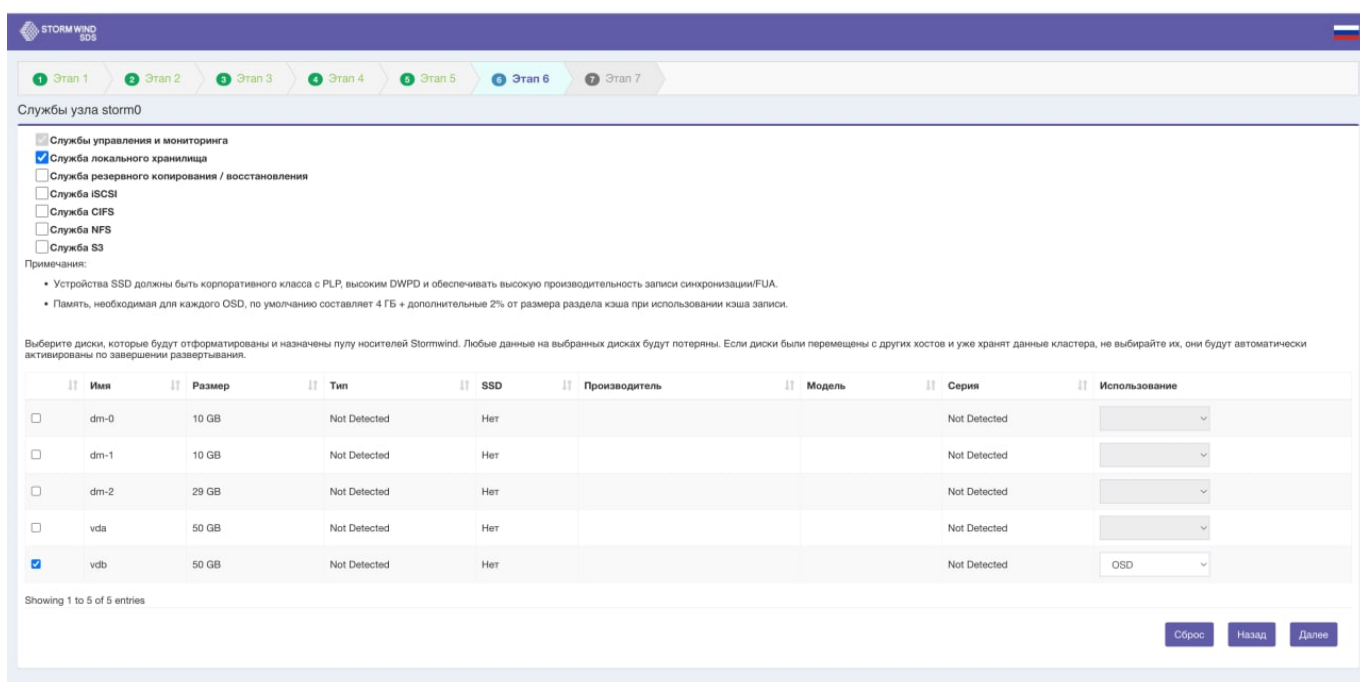 STORMWIND
SDS
1 Этап 1 2 Этап 2 3 Этап 3 4 Этап 4 5 Этап 5 6 Этап 6 7 Этап 7
Службы узла storm0
Службы управления и мониторинга
Служба локального хранилища
Служба резервного копирования / восстановления
Служба iSCSI
Служба CIFS
Служба NFS
Служба S3
Примечания:
• Устройства SSD должны быть корпоративного класса с PLP, высоким DWPD и обеспечивать высокую производительность записи синхронизации/FUA.
• Память, необходимая для каждого OSD, по умолчанию составляет 4 ГБ + дополнительные 2% от размера раздела кэша при использовании кэша записи.
Выберите диски, которые будут отформатированы и назначены пулу носителей Stormwind. Любые данные на выбранных дисках будут потеряны. Если диски были перемещены с других хостов и уже хранят данные кластера, не выбирайте их, они будут автоматически
активированы по завершении развертывания.
Имя Размер Тип SSD Производитель Модель Серия Использование
dm-0 10 GB Not Detected Нет Not Detected
dm-1 10 GB Not Detected Нет Not Detected
dm-2 29 GB Not Detected Нет Not Detected
vda 50 GB Not Detected Нет Not Detected
vdb 50 GB Not Detected Нет Not Detected OSD
Showing 1 to 5 of 5 entries
Сброс Назад Далее